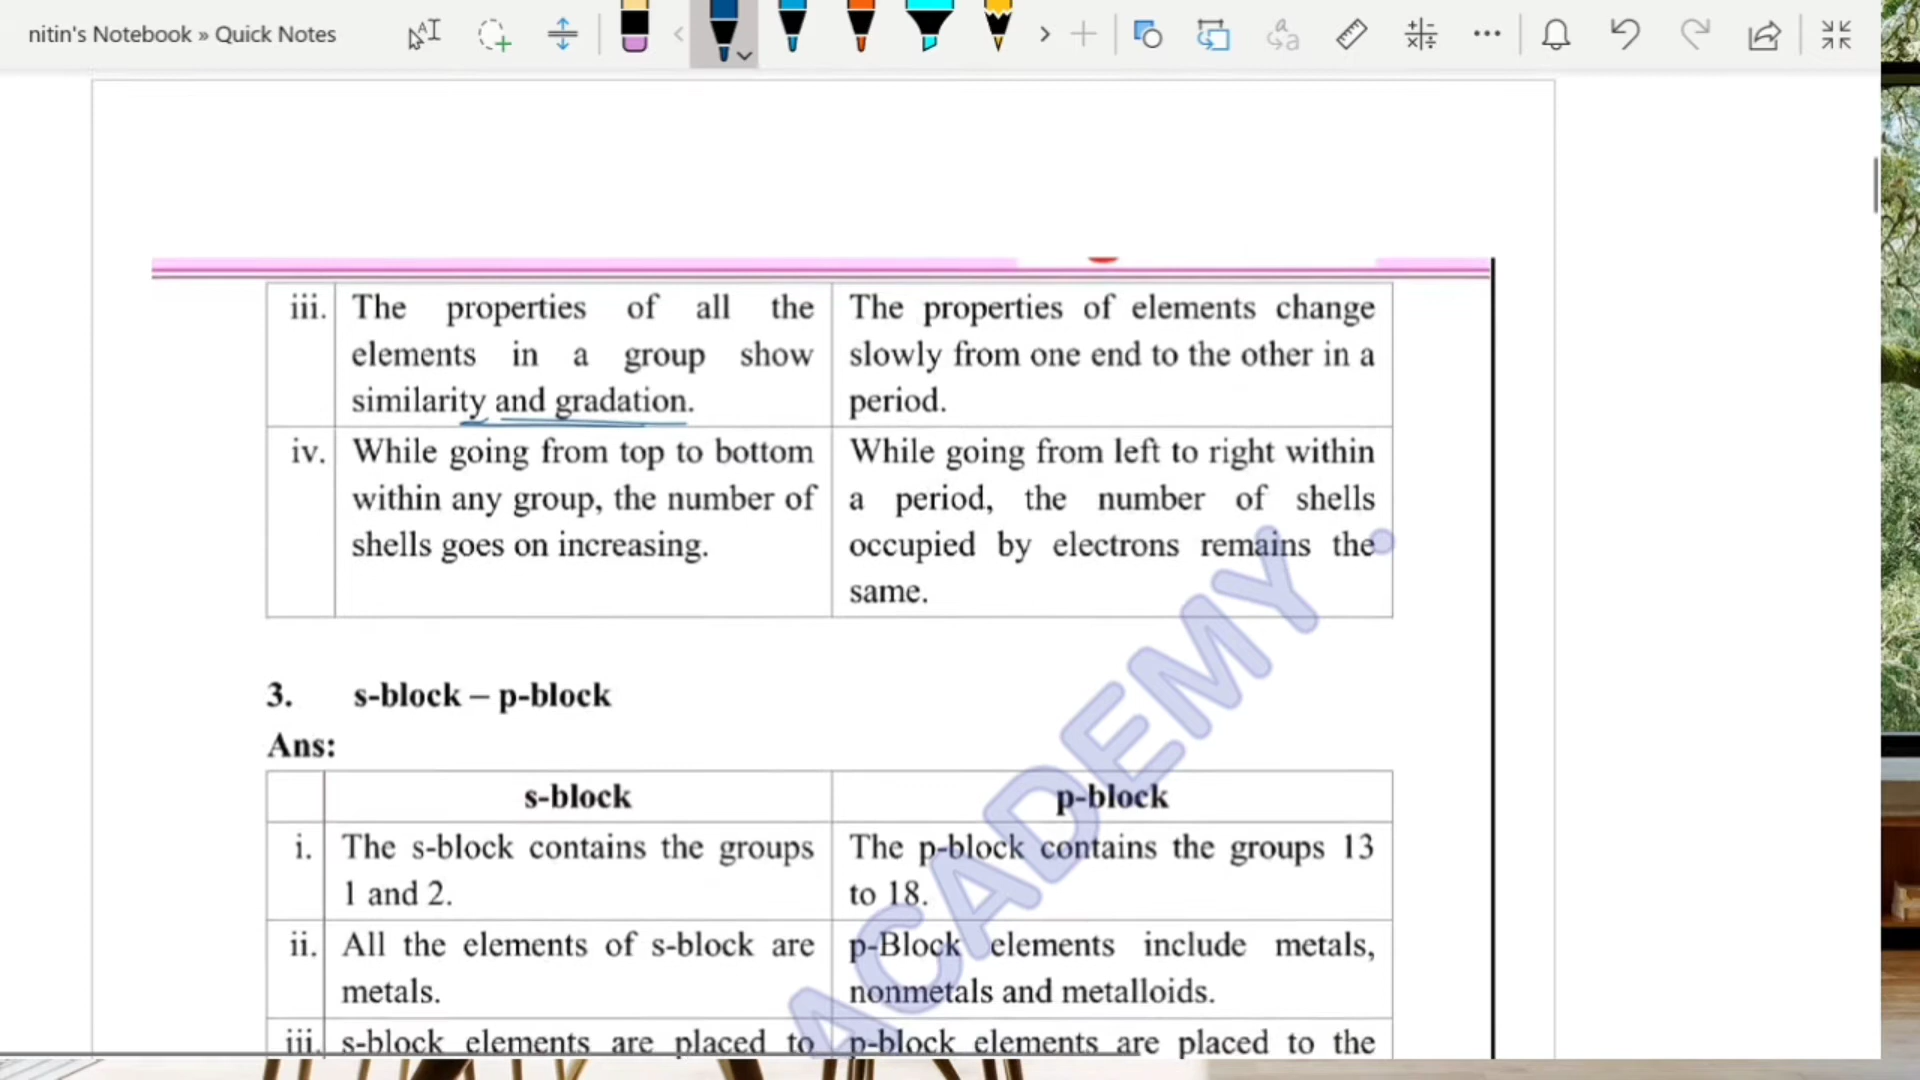 nitin's Notebook » Quick Notes
iii. The properties of all the
elements in a group show
similarity and gradation.
The properties of elements change
slowly from one end to the other in a
period.
iv. While going from top to bottom
within any group, the number of
shells goes on increasing.
While going from left to right within
a period, the number of shells
occupied by electrons remains the
same.
3. s-block – p-block
Ans:
s-block
p-block
i. The s-block contains the groups
1 and 2.
The p-block contains the groups 13
to 18.
ii. All the elements of s-block are
metals.
p-Block elements include metals,
nonmetals and metalloids.
iii. s-block elements are placed to
p-block elements are placed to the
ACADEMY